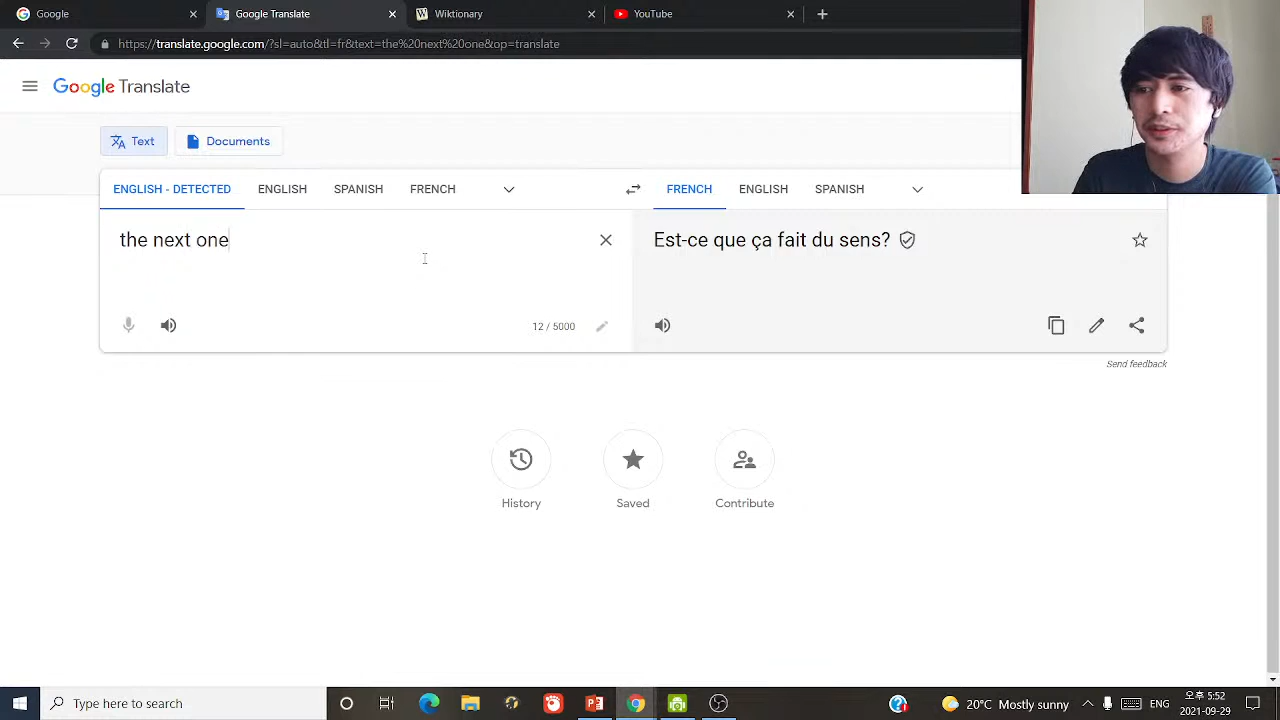 Google
Google Translate
Wiktionary
YouTube
https://translate.google.com/?sl=auto&tl=fr&text=the%20next%20one&op=translate
Google Translate
Text
Documents
ENGLISH - DETECTED
ENGLISH
SPANISH
FRENCH
FRENCH
ENGLISH
SPANISH
the next one
Est-ce que ça fait du sens?
12 / 5000
Send feedback
History
Saved
Contribute
Type here to search
20°C Mostly sunny
ENG
오후 5:52
2021-09-29